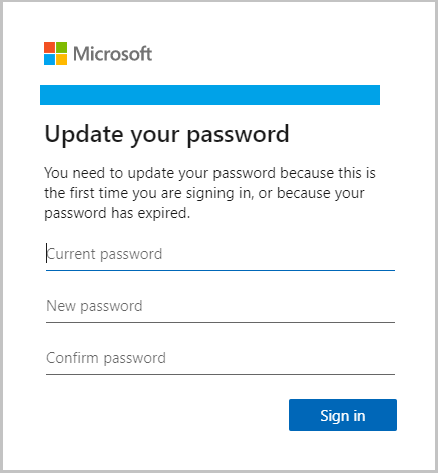 Microsoft
Update your password
You need to update your password because this is
the first time you are signing in, or because your
password has expired.
Current password
New password
Confirm password
Sign in